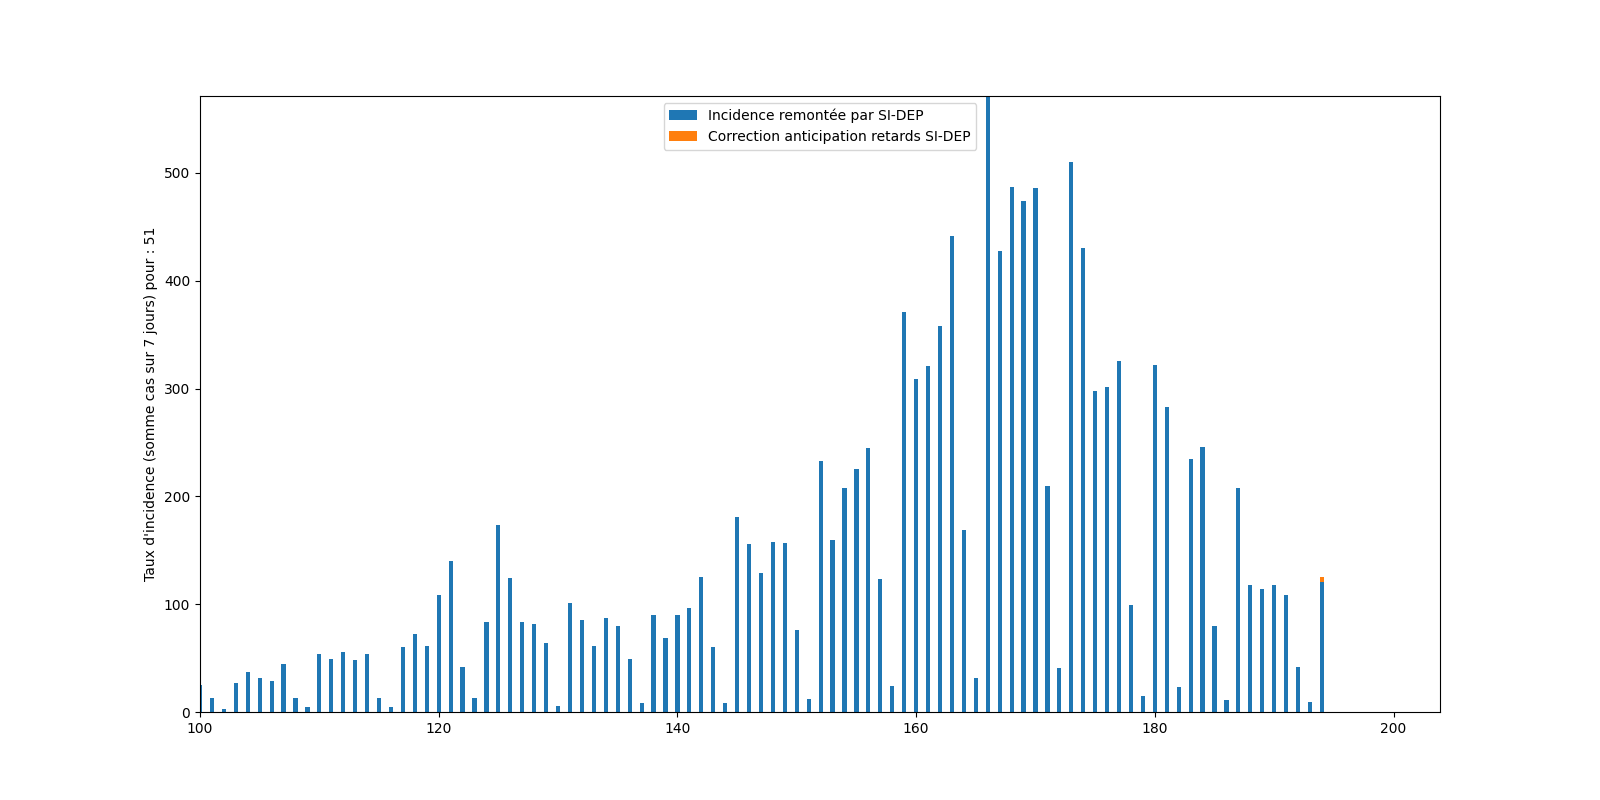 Incidence remontée par SI-DEP
Correction anticipation retards SI-DEP
Taux d'incidence (somme cas sur 7 jours) pour : 51
500
400
300
200
100
0
100 120 140 160 180 200